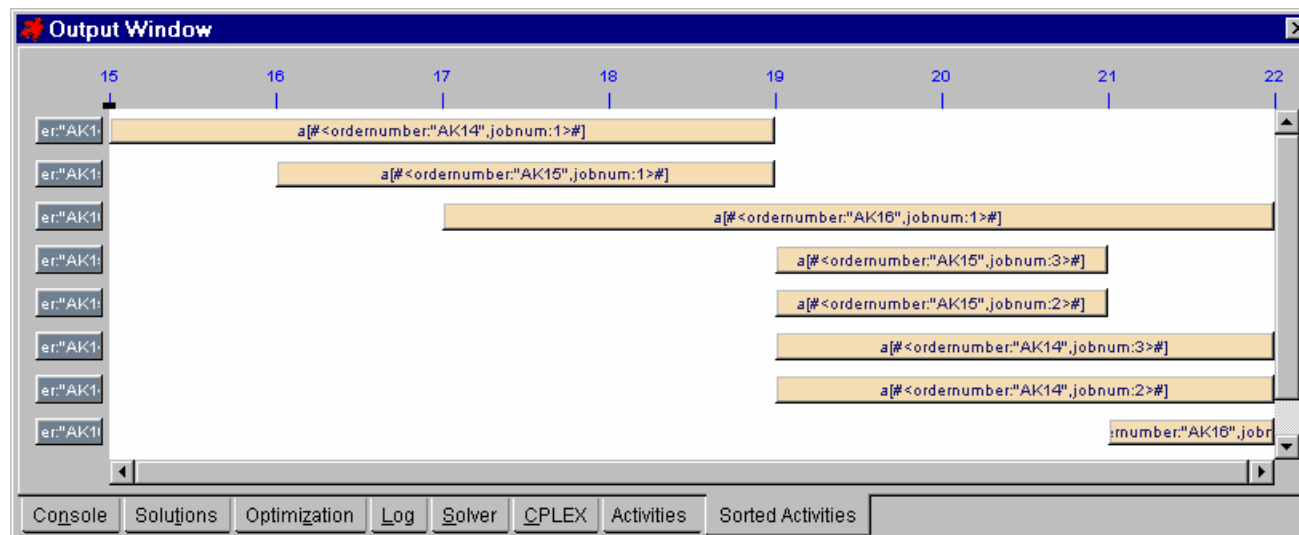 Output Window
15 16 17 18 19 20 21 22
er:"AK14 a[#<ordernumber:"AK14",jobnum:1>#]
er:"AK1 a[#<ordernumber:"AK15",jobnum:1>#]
er:"AK1 a[#<ordernumber:"AK16",jobnum:1>#]
er:"AK1 a[#<ordernumber:"AK15",jobnum:3>#]
er:"AK1 a[#<ordernumber:"AK15",jobnum:2>#]
er:"AK1 a[#<ordernumber:"AK14",jobnum:3>#]
er:"AK1 a[#<ordernumber:"AK14",jobnum:2>#]
er:"AK1 rnumber:"AK16",jobn
Console Solutions Optimization Log Solver CPLEX Activities Sorted Activities